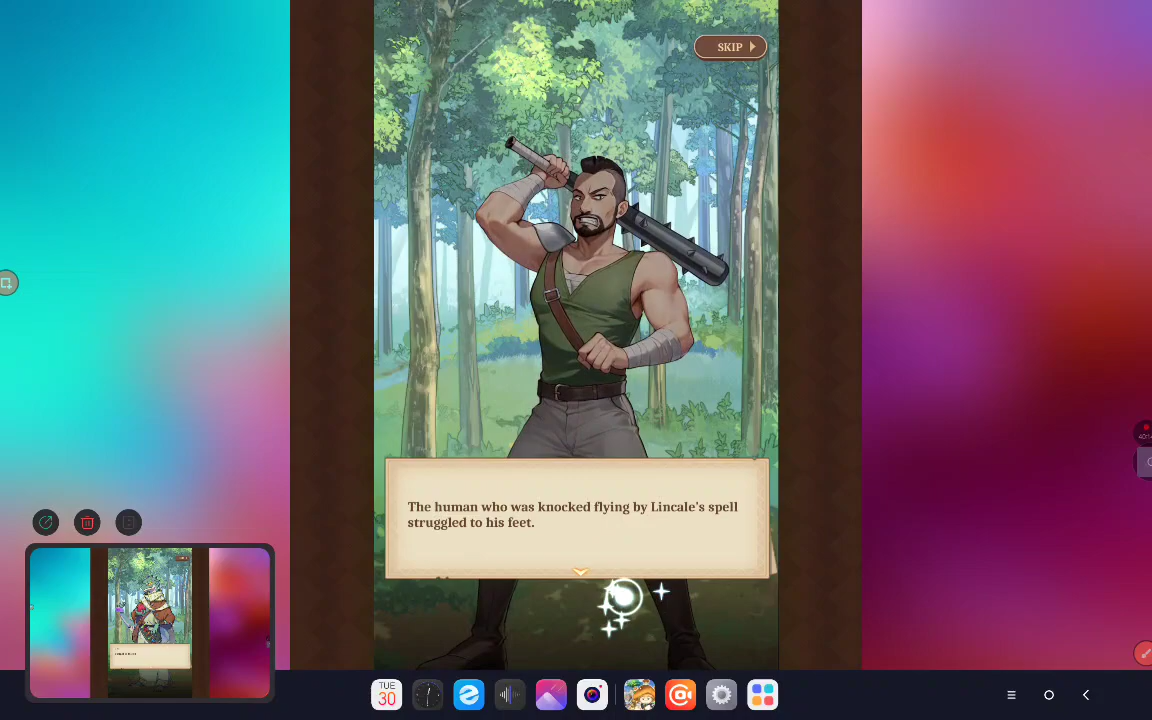 SKIP
The human who was knocked flying by Lincale's spell
struggled to his feet.
TUE
30